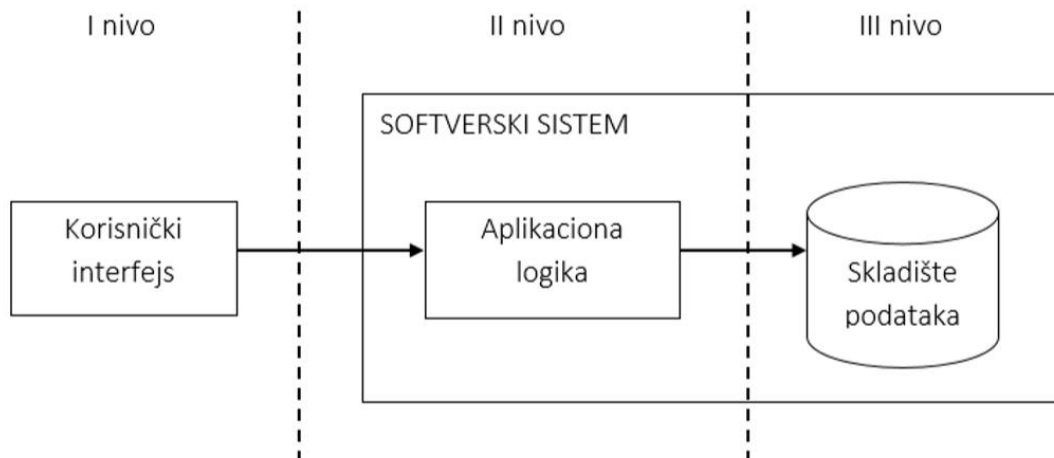 I nivo
II nivo
III nivo
SOFTVERSKI SISTEM
Korisnički
interfejs
Aplikaciona
logika
Skladište
podataka